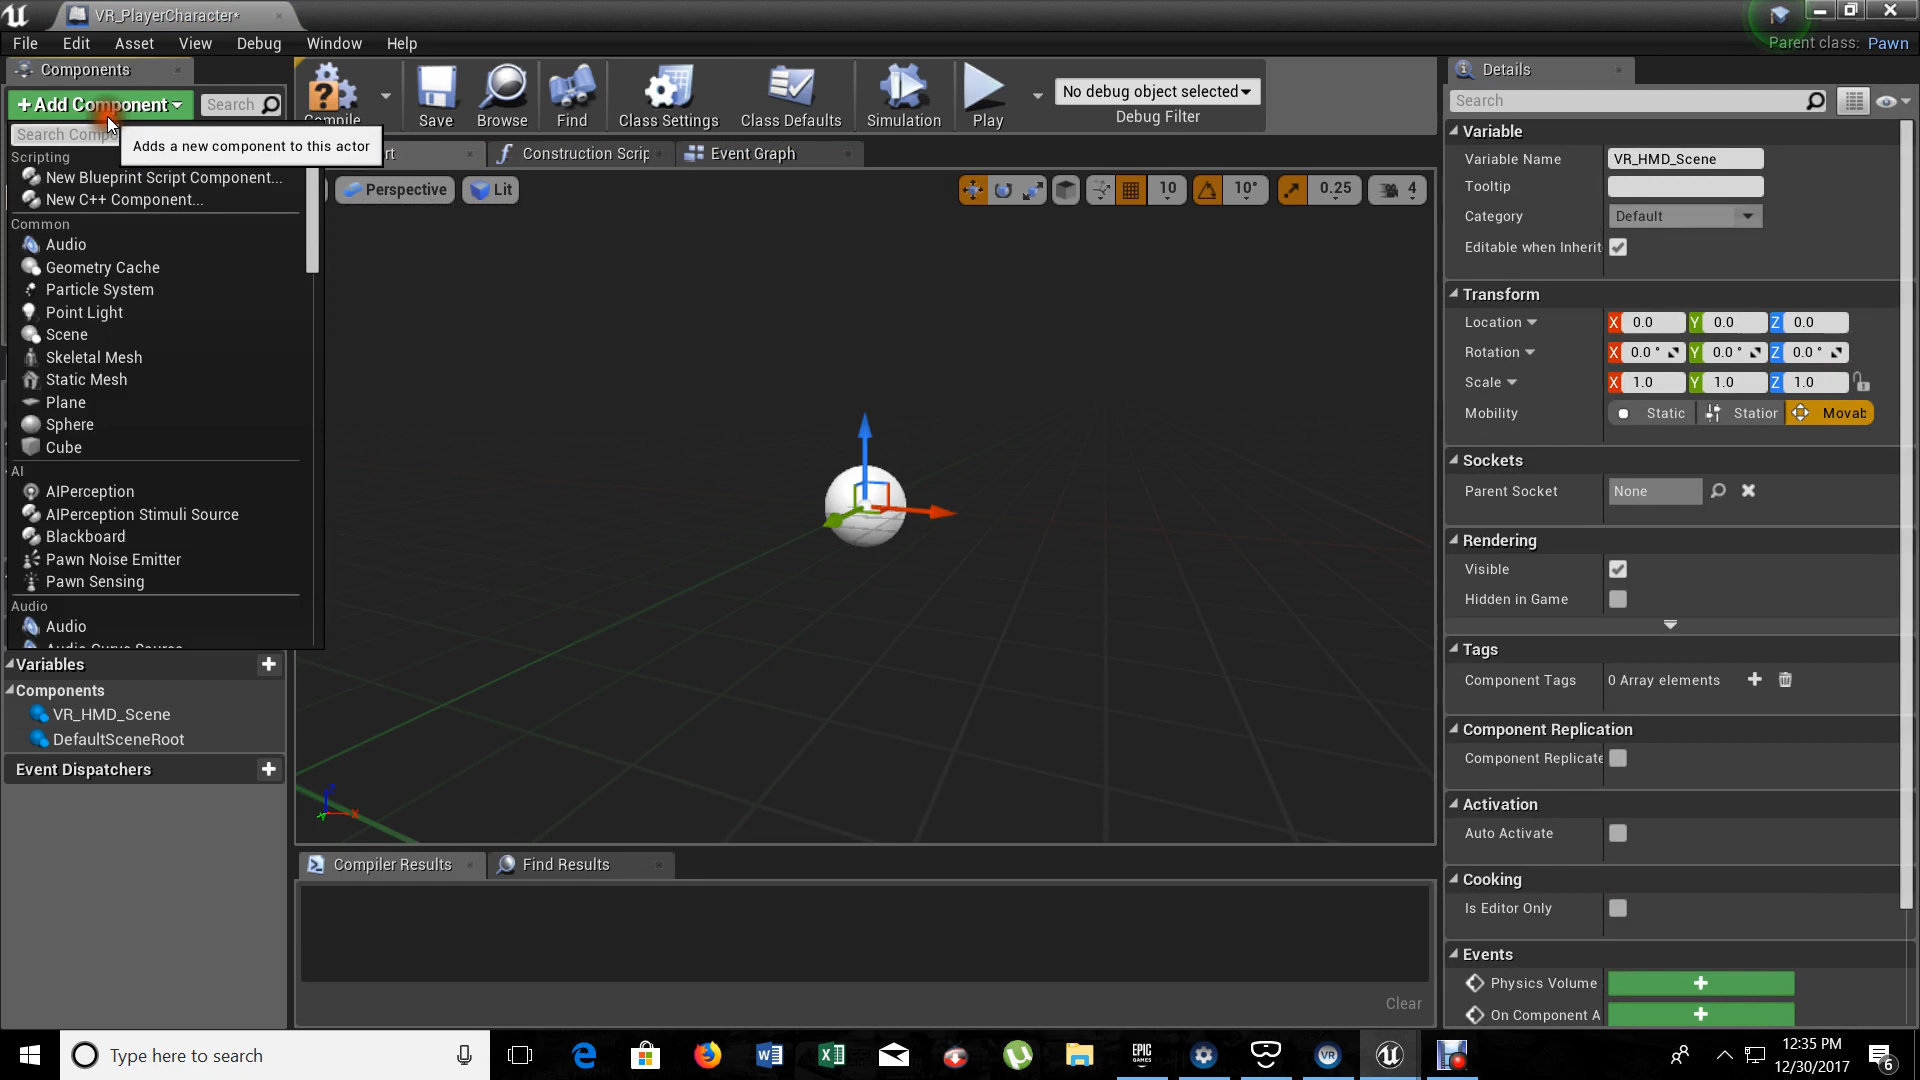 VR_PlayerCharacter*
File Edit Asset View Debug Window Help
Parent class: Pawn
Components
+Add Component
Search
Search Comp
Adds a new component to this actor
Scripting
New Blueprint Script Component...
New C++ Component...
Common
Audio
Geometry Cache
Particle System
Point Light
Scene
Skeletal Mesh
Static Mesh
Plane
Sphere
Cube
AI
AIPerception
AIPerception Stimuli Source
Blackboard
Pawn Noise Emitter
Pawn Sensing
Audio
Audio
Variables
Components
VR_HMD_Scene
DefaultSceneRoot
Event Dispatchers
Compile
Save
Browse
Find
Class Settings
Class Defaults
Simulation
Play
No debug object selected
Debug Filter
rt
Construction Scrip
Event Graph
Perspective
Lit
10
10°
0.25
4
Compiler Results
Find Results
Clear
Details
Search
Variable
Variable Name VR_HMD_Scene
Tooltip
Category Default
Editable when Inherit
Transform
Location X 0.0 Y 0.0 Z 0.0
Rotation X 0.0 ° Y 0.0 ° Z 0.0 °
Scale X 1.0 Y 1.0 Z 1.0
Mobility Static Station Movab
Sockets
Parent Socket None
Rendering
Visible
Hidden in Game
Tags
Component Tags 0 Array elements
Component Replication
Component Replicate
Activation
Auto Activate
Cooking
Is Editor Only
Events
Physics Volume
On Component A
Type here to search
EPIC
GAMES
VR
12:35 PM
12/30/2017
6